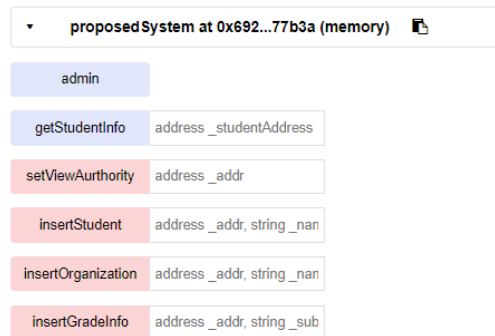 proposedSystem at 0x692...77b3a (memory)
admin
getStudentInfo address _studentAddress
setViewAurthority address _addr
insertStudent address _addr, string _nan
insertOrganization address _addr, string _nan
insertGradeInfo address _addr, string _sub